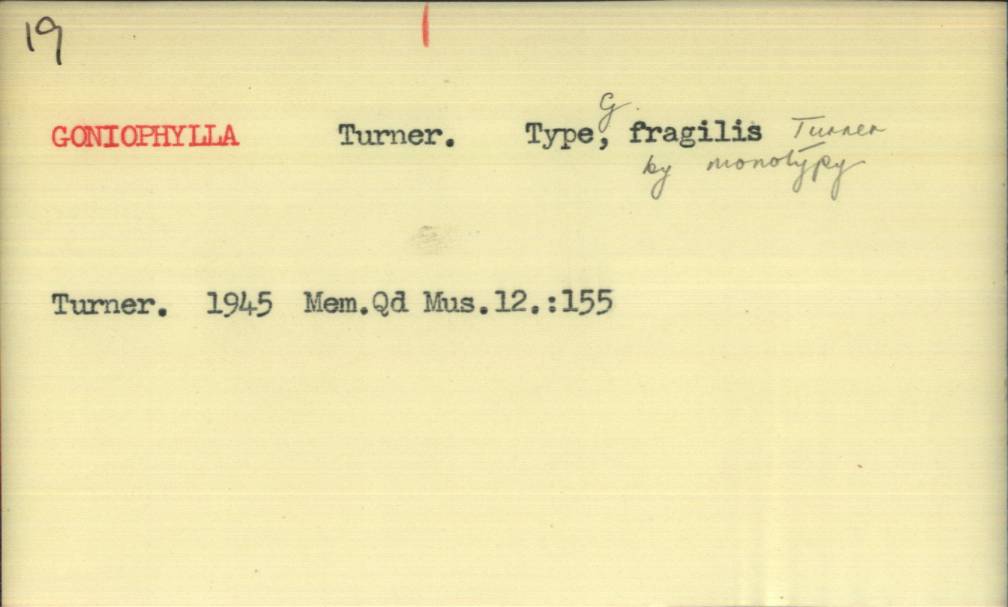 19
GONIOPHYLLA Turner. Type, G. fragilis Turner
by monotypy
Turner. 1945 Mem.Qd Mus.12.:155